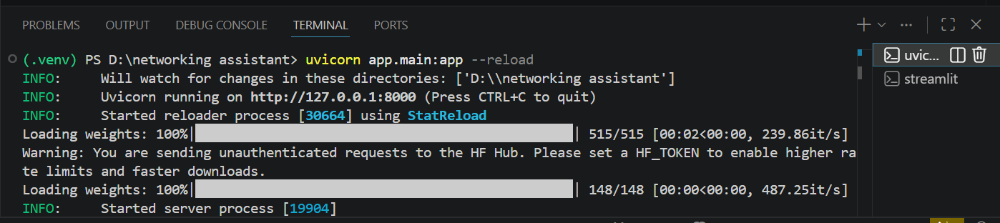 PROBLEMS OUTPUT DEBUG CONSOLE TERMINAL PORTS
(.venv) PS D:\networking assistant> uvicorn app.main:app --reload
INFO: Will watch for changes in these directories: ['D:\\networking assistant']
INFO: Uvicorn running on http://127.0.0.1:8000 (Press CTRL+C to quit)
INFO: Started reloader process [30664] using StatReload
Loading weights: 100%| | 515/515 [00:02<00:00, 239.86it/s]
Warning: You are sending unauthenticated requests to the HF Hub. Please set a HF_TOKEN to enable higher ra
te limits and faster downloads.
Loading weights: 100%| | 148/148 [00:00<00:00, 487.25it/s]
INFO: Started server process [19904]
uvic...
streamlit